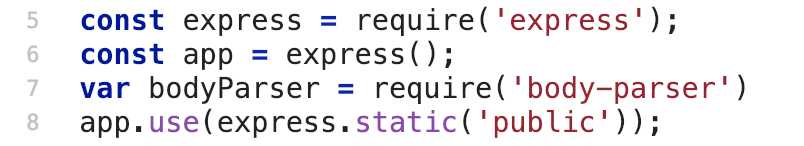 5 const express = require('express');
6 const app = express();
7 var bodyParser = require('body-parser')
8 app.use(express.static('public'));